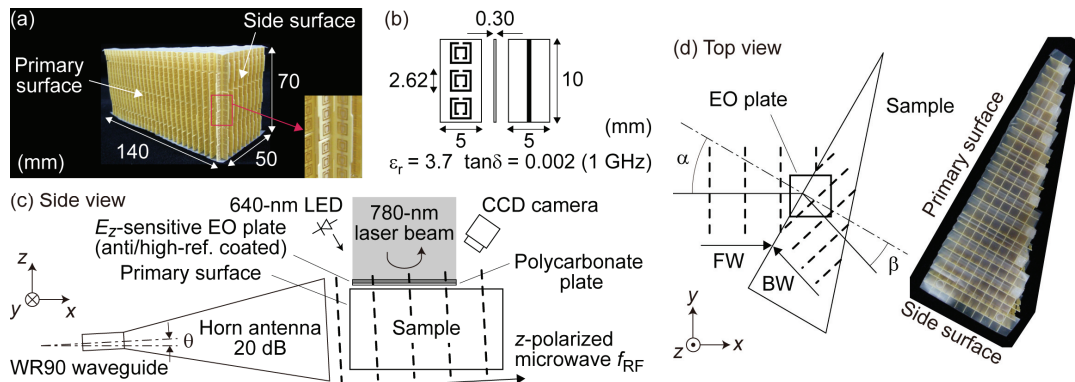 (a)
Side surface
Primary
surface
70
(mm)
140
50
(b)
0.30
2.62
10
5
5
(mm)
εr = 3.7 tanδ = 0.002 (1 GHz)
(c) Side view
640-nm LED
Ez-sensitive EO plate
(anti/high-ref. coated)
Primary surface
780-nm
laser beam
CCD camera
Polycarbonate
plate
z
y
x
Horn antenna
20 dB
θ
WR90 waveguide
Sample
z-polarized
microwave fRF
(d) Top view
EO plate
Sample
α
FW
BW
β
y
z
x
Primary surface
Side surface